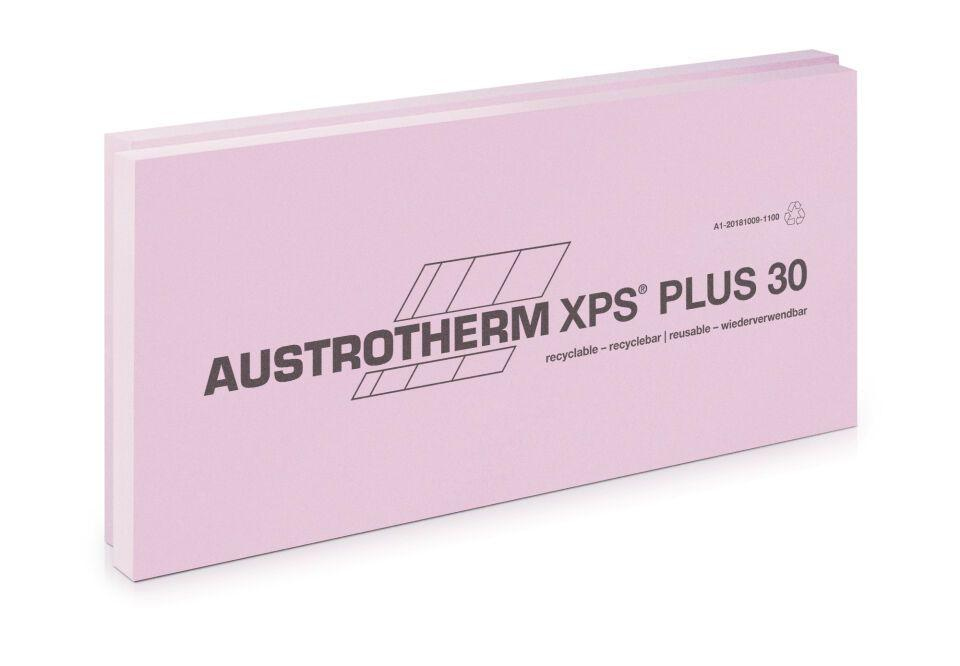 A1-20181009-1100
AUSTROTHERM XPS® PLUS 30
recyclable – recyclebar | reusable – wiederverwendbar